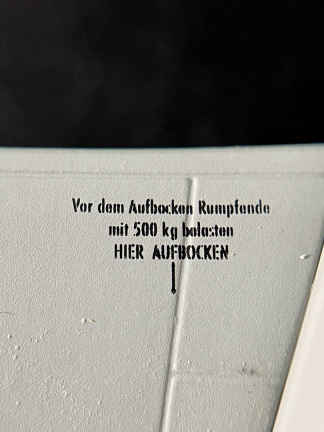 Vor dem Aufbocken Rumpfende
mit 500 kg belasten
HIER AUFBOCKEN